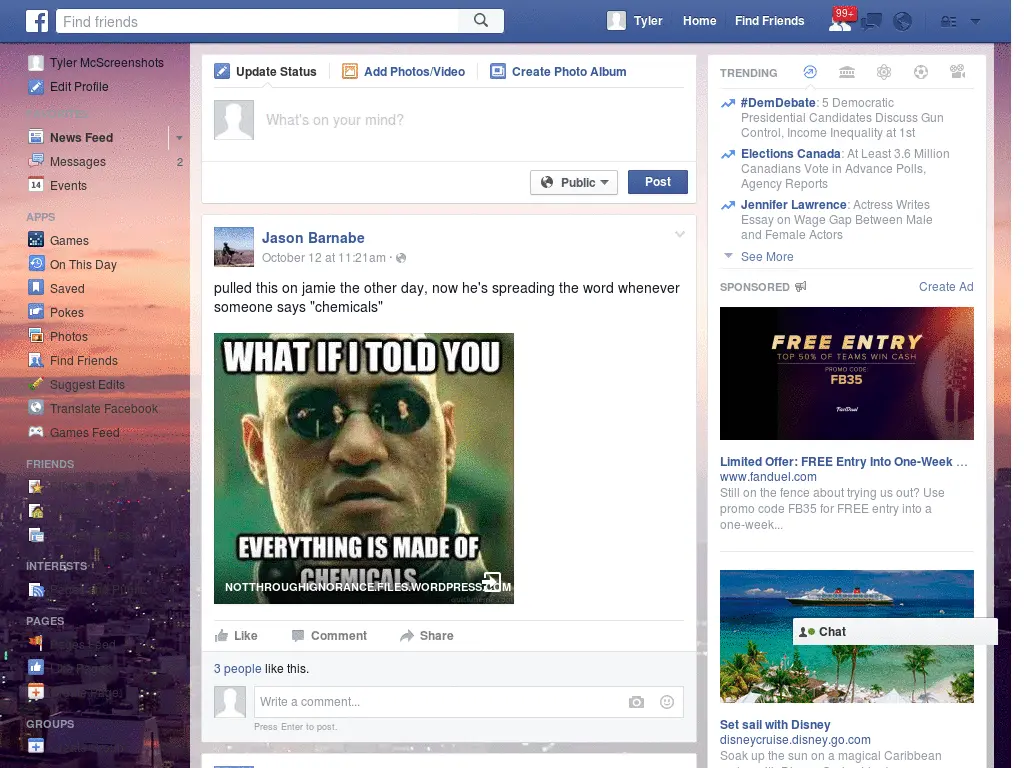 Find friends
Tyler
Home
Find Friends
99+
Tyler McScreenshots
Edit Profile
FAVORITES
News Feed
Messages
2
14
Events
APPS
Games
On This Day
Saved
Pokes
Photos
Find Friends
Suggest Edits
Translate Facebook
Games Feed
FRIENDS
INTERESTS
PAGES
GROUPS
Update Status
Add Photos/Video
Create Photo Album
What's on your mind?
Public
Post
Jason Barnabe
October 12 at 11:21am ·
pulled this on jamie the other day, now he's spreading the word whenever
someone says "chemicals"
WHAT IF I TOLD YOU
EVERYTHING IS MADE OF
CHEMICALS
NOTTHROUGHIGNORANCE.FILES.WORDPRESS.COM
Like
Comment
Share
3 people like this.
Write a comment...
Press Enter to post.
TRENDING
#DemDebate: 5 Democratic
Presidential Candidates Discuss Gun
Control, Income Inequality at 1st
Elections Canada: At Least 3.6 Million
Canadians Vote in Advance Polls,
Agency Reports
Jennifer Lawrence: Actress Writes
Essay on Wage Gap Between Male
and Female Actors
See More
SPONSORED
Create Ad
FREE ENTRY
TOP 50% OF TEAMS WIN CASH
PROMO CODE:
FB35
FanDuel
Limited Offer: FREE Entry Into One-Week ...
www.fanduel.com
Still on the fence about trying us out? Use
promo code FB35 for FREE entry into a
one-week...
Chat
Set sail with Disney
disneycruise.disney.go.com
Soak up the sun on a magical Caribbean